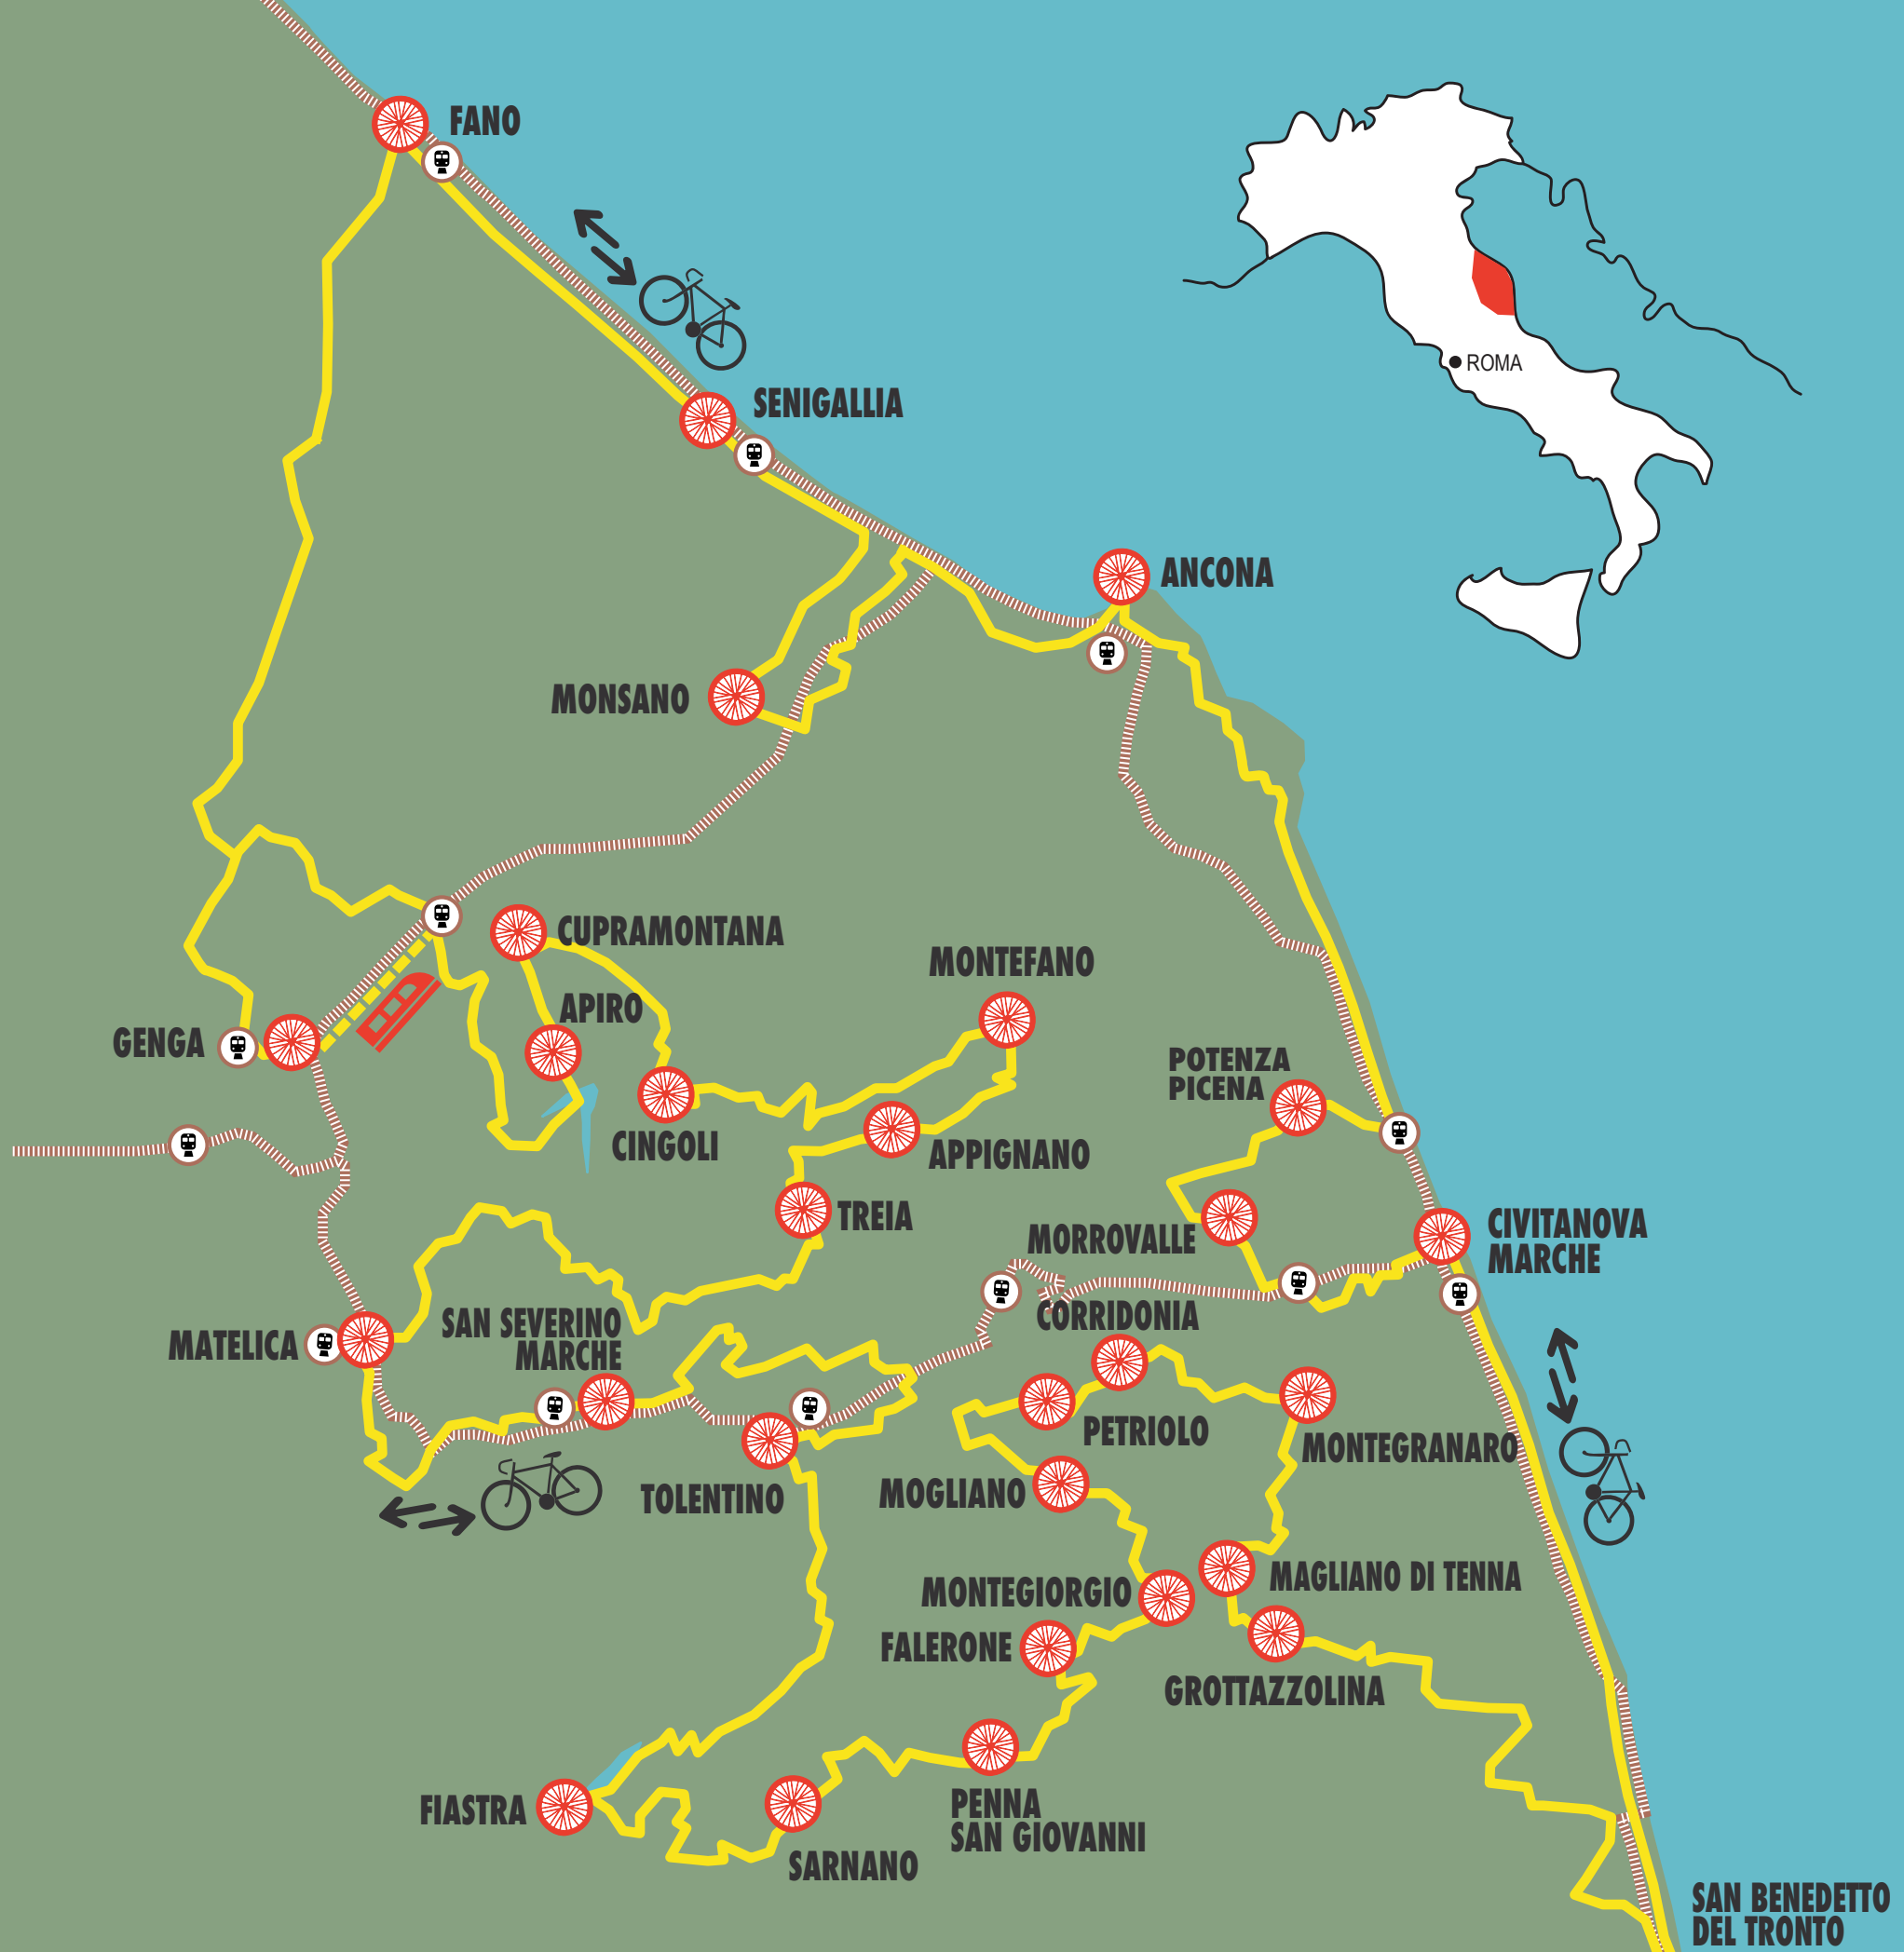 FANO
SENIGALLIA
ROMA
ANCONA
MONSANO
CUPRAMONTANA
MONTEFANO
APIRO
GENGA
POTENZA
PICENA
CINGOLI
APPIGNANO
TREIA
MORROVALLE
CIVITANOVA
MARCHE
CORRIDONIA
SAN SEVERINO
MARCHE
MATELICA
PETRIOLO
MONTEGRANARO
TOLENTINO
MOGLIANO
MAGLIANO DI TENNA
MONTEGIORGIO
FALERONE
GROTTAZZOLINA
FIASTRA
PENNA
SAN GIOVANNI
SARNANO
SAN BENEDETTO
DEL TRONTO